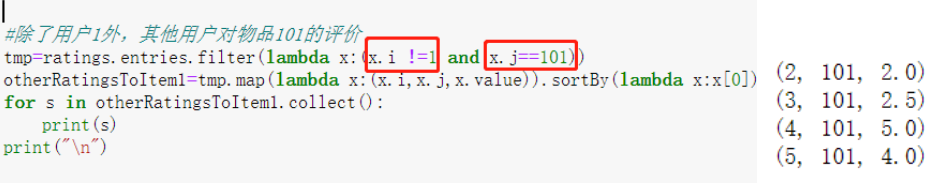 #除了用户1外，其他用户对物品101的评价
tmp=ratings.entries.filter(lambda x:(x.i !=1 and x.j==101))
otherRatingsToItem1=tmp.map(lambda x:(x.i,x.j,x.value)).sortBy(lambda x:x[0])
for s in otherRatingsToItem1.collect():
    print(s)
print("\n")
(2, 101, 2.0)
(3, 101, 2.5)
(4, 101, 5.0)
(5, 101, 4.0)